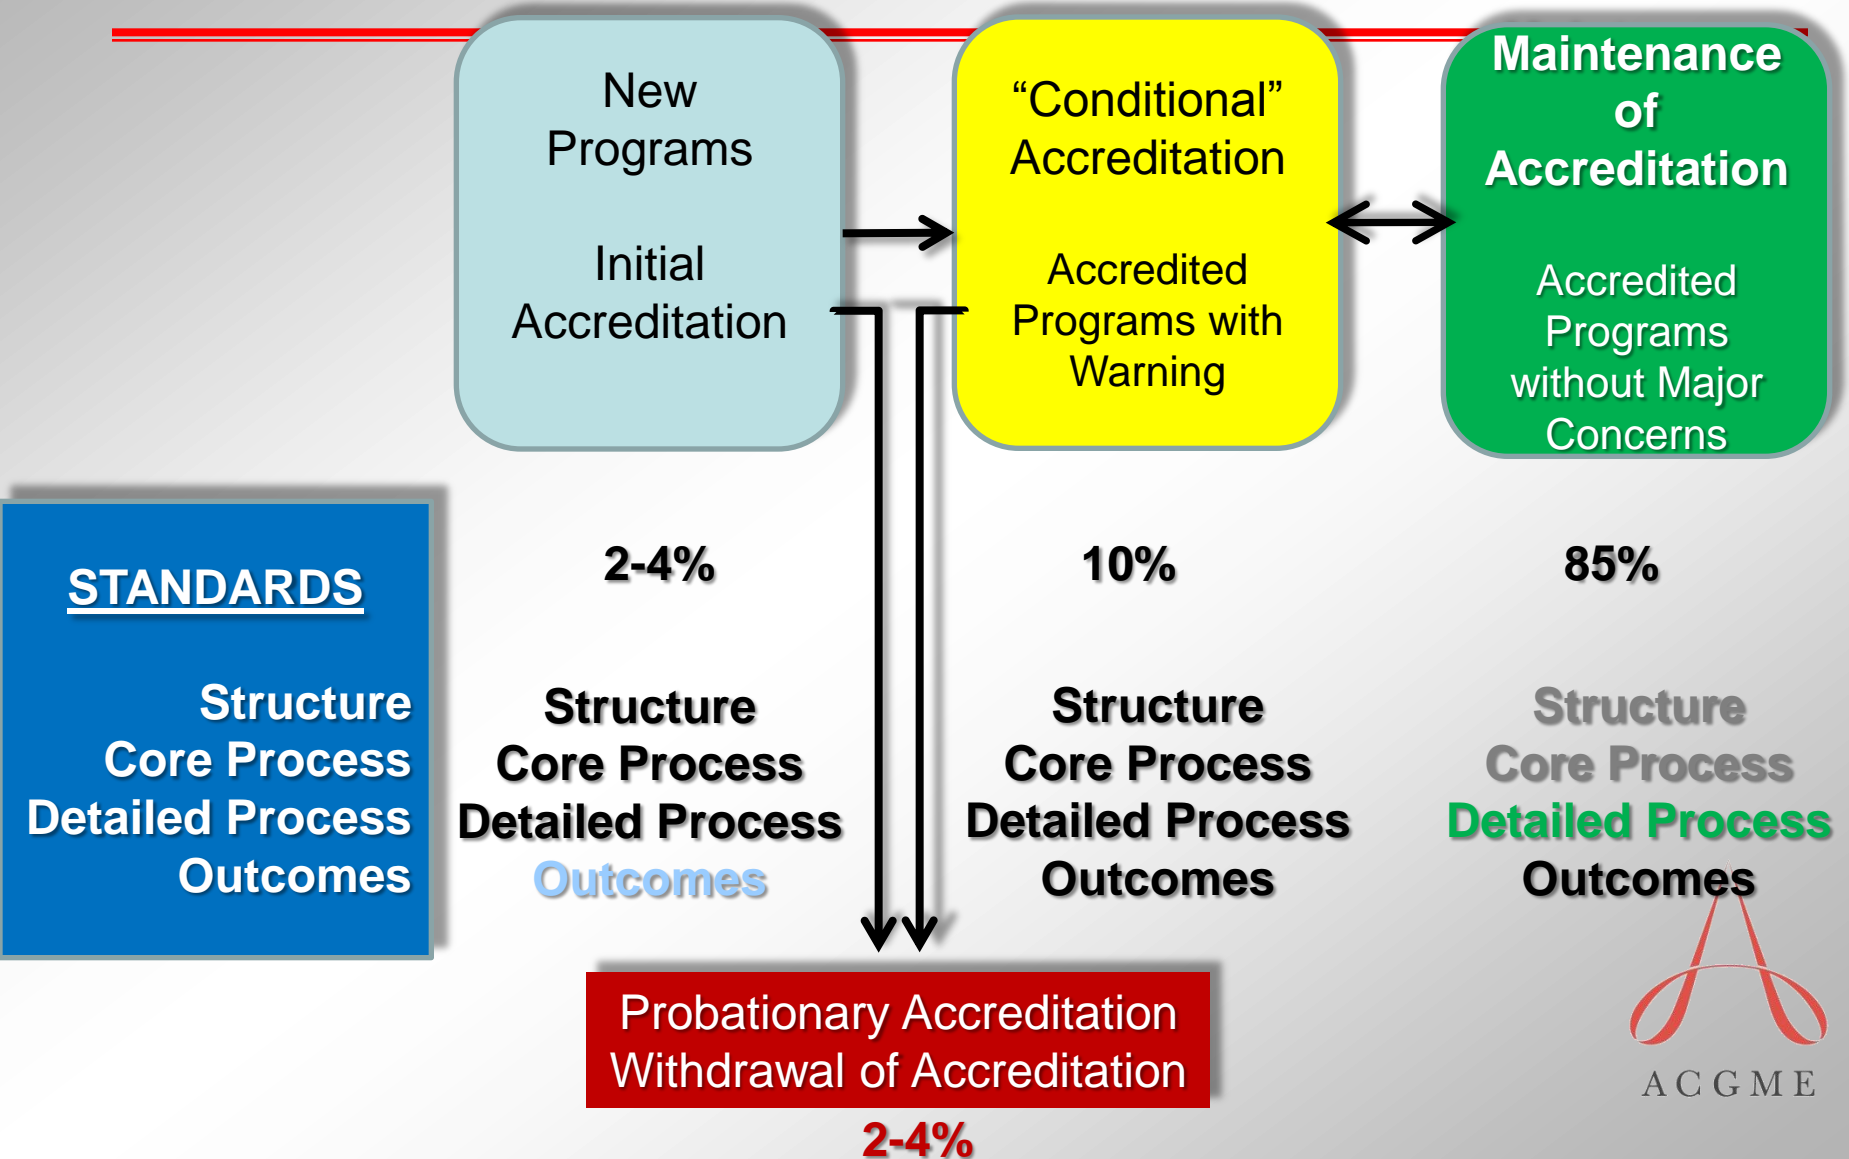 New
Programs
Initial
Accreditation
“Conditional”
Accreditation
Accredited
Programs with
Warning
Maintenance
of
Accreditation
Accredited
Programs
without Major
Concerns
STANDARDS
Structure
Core Process
Detailed Process
Outcomes
2-4%
Structure
Core Process
Detailed Process
Outcomes
10%
Structure
Core Process
Detailed Process
Outcomes
85%
Structure
Core Process
Detailed Process
Outcomes
Probationary Accreditation
Withdrawal of Accreditation
2-4%
ACGME